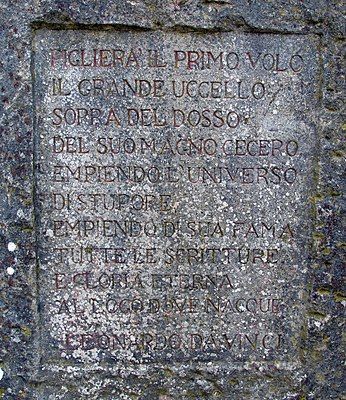 PIGLIERA IL PRIMO VOLO
IL GRANDE UCCELLO
SOPRA DEL DOSSO
DEL SUO MAGNO CECERO
EMPIENDO L'UNIVERSO
DI STUPORE
EMPIENDO DI SUA FAMA
TUTTE LE SCRITTURE
E GLORIA ETERNA
AL LOCO DOVE NACQUE
LEONARDO DA VINCI